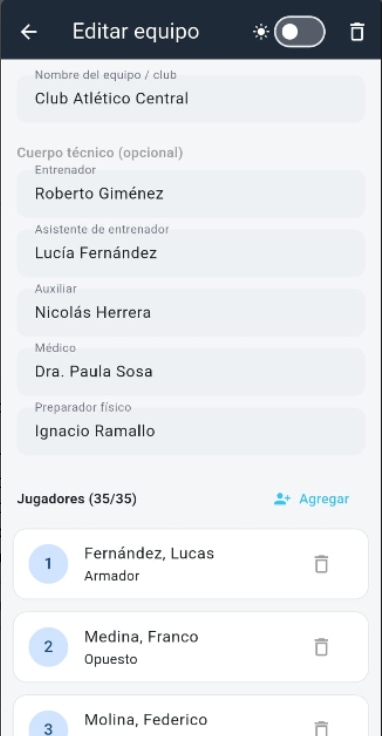 Editar equipo
Nombre del equipo / club
Club Atlético Central
Cuerpo técnico (opcional)
Entrenador
Roberto Giménez
Asistente de entrenador
Lucía Fernández
Auxiliar
Nicolás Herrera
Médico
Dra. Paula Sosa
Preparador físico
Ignacio Ramallo
Jugadores (35/35)
Agregar
1
Fernández, Lucas
Armador
2
Medina, Franco
Opuesto
3
Molina, Federico